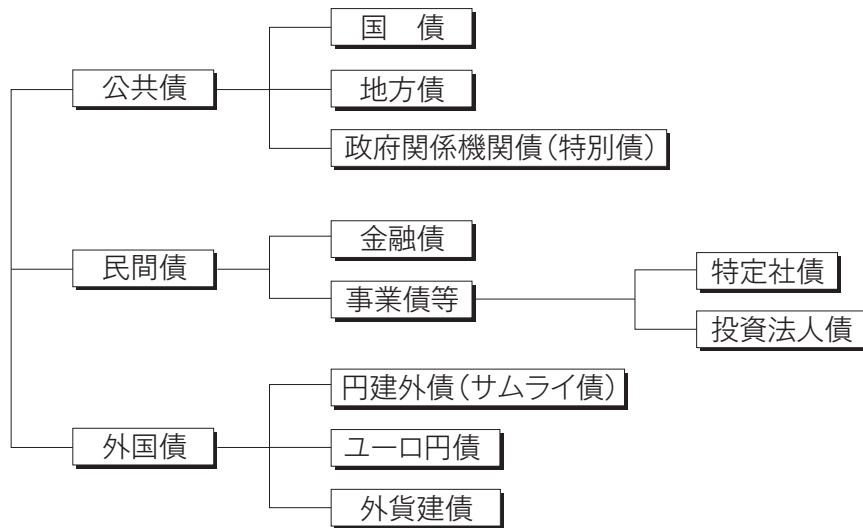 公共債
国　債
地方債
政府関係機関債（特別債）
民間債
金融債
事業債等
特定社債
投資法人債
外国債
円建外債（サムライ債）
ユーロ円債
外貨建債